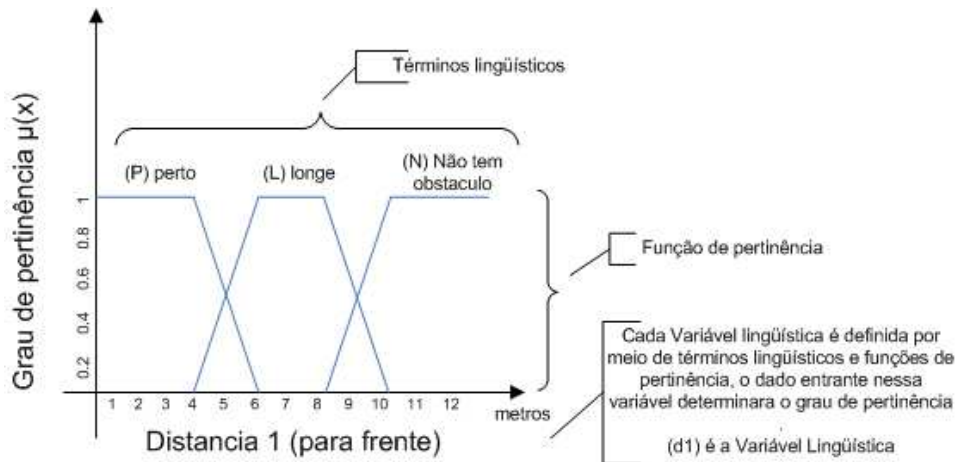 Términos lingüísticos
(P) perto
(L) longe
(N) Não tem
obstaculo
Grau de pertinência µ(x)
1
0.8
0.6
0.4
0.2
Função de pertinência
1 2 3 4 5 6 7 8 9 10 11 12
metros
Distancia 1 (para frente)
Cada Variável lingüística é definida por
meio de términos lingüísticos e funções de
pertinência, o dado entrante nessa
variável determinara o grau de pertinência
.
(d1) é a Variável Lingüística